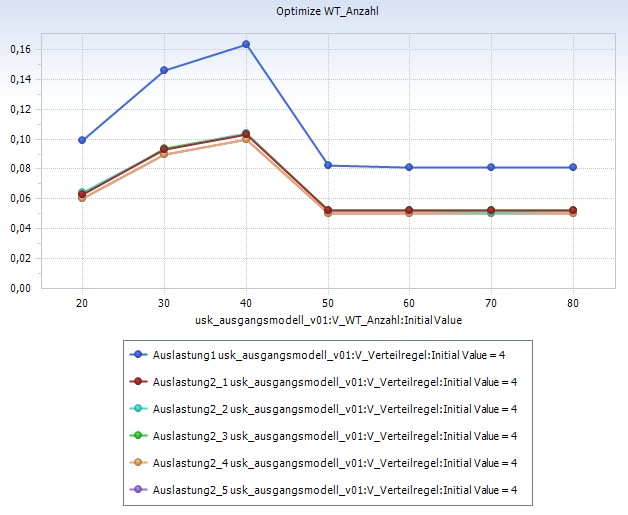 Optimize WT_Anzahl
0,16
0,14
0,12
0,10
0,08
0,06
0,04
0,02
0,00
20 30 40 50 60 70 80
usk_ausgangsmodell_v01:V_WT_Anzahl:Initial Value
Auslastung1 usk_ausgangsmodell_v01:V_Verteilregel:Initial Value = 4
Auslastung2_1 usk_ausgangsmodell_v01:V_Verteilregel:Initial Value = 4
Auslastung2_2 usk_ausgangsmodell_v01:V_Verteilregel:Initial Value = 4
Auslastung2_3 usk_ausgangsmodell_v01:V_Verteilregel:Initial Value = 4
Auslastung2_4 usk_ausgangsmodell_v01:V_Verteilregel:Initial Value = 4
Auslastung2_5 usk_ausgangsmodell_v01:V_Verteilregel:Initial Value = 4